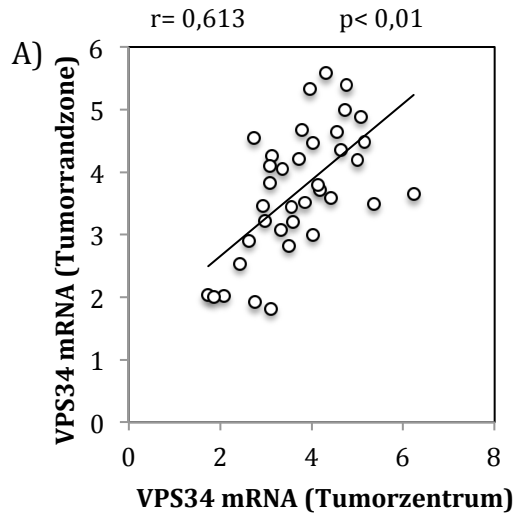 r= 0,613 p< 0,01
A)
VPS34 mRNA (Tumorrandzone)
6
5
4
3
2
1
0
0 2 4 6 8
VPS34 mRNA (Tumorzentrum)